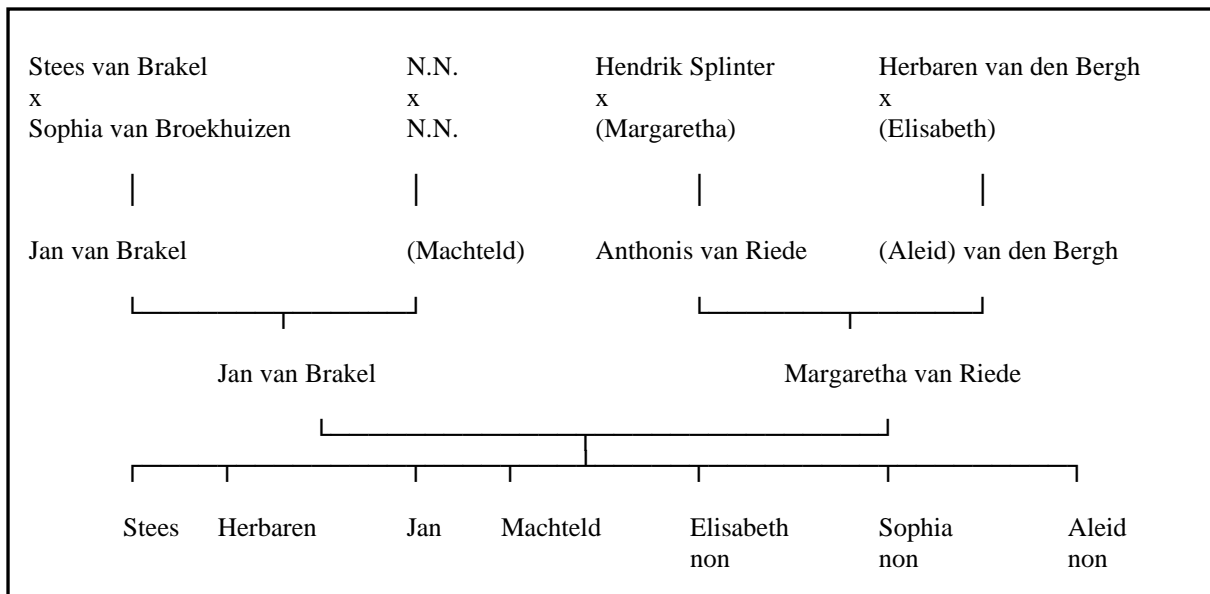 Stees van Brakel N.N. Hendrik Splinter Herbaren van den Bergh
x x x x
Sophia van Broekhuizen N.N. (Margaretha) (Elisabeth)
Jan van Brakel (Machteld) Anthonis van Riede (Aleid) van den Bergh
Jan van Brakel Margaretha van Riede
Stees Herbaren Jan Machteld Elisabeth Sophia Aleid
non non non